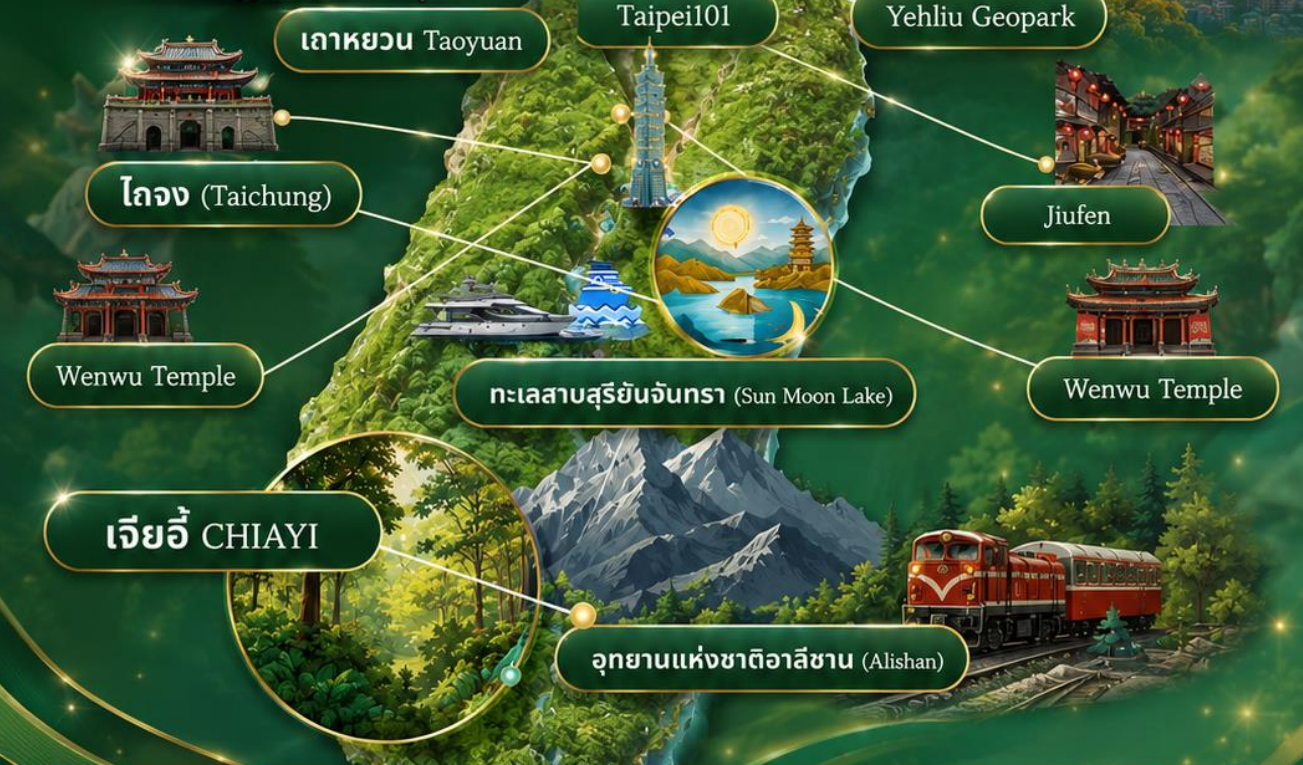 Taipei101
Yehliu Geopark
เถาหยวน Taoyuan
ไถจง (Taichung)
Jiufen
Wenwu Temple
ทะเลสาบสุริยันจันทรา (Sun Moon Lake)
Wenwu Temple
เจียอี้ CHIAYI
อุทยานแห่งชาติอาลีซาน (Alishan)